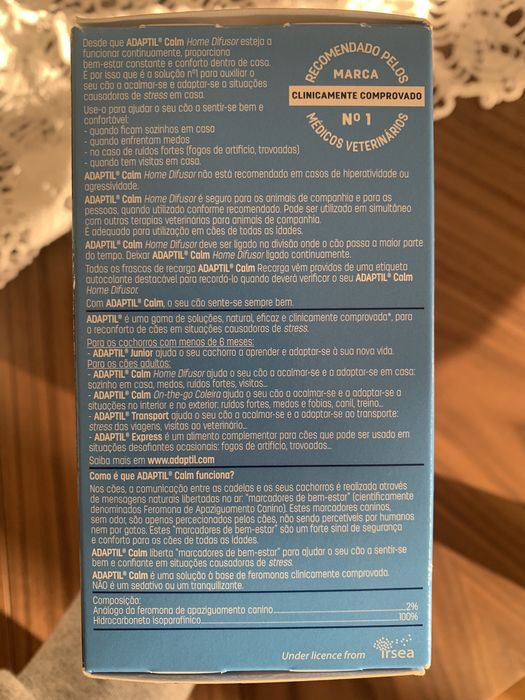 Desde que ADAPTIL® Calm Home Difusor esteja a
funcionar continuamente, proporciona
bem-estar constante e conforto dentro de casa.
E por isso que é a solução nº1 para auxiliar o
seu cão a acalmar-se e adaptar-se a situações
causadoras de stress em casa.
Use-o para ajudar o seu cão a sentir-se bem e
confortável:
- quando ficam sozinhos em casa
- quando enfrentam medos
- no caso de ruídos fortes (fogos de artifício, trovoadas)
- quando tem visitas em casa.
RECOMENDADO PELOS
MARCA
CLINICAMENTE COMPROVADO
Nº 1
MÉDICOS VETERINÁRIOS
ADAPTIL® Calm Home Difusor não está recomendado em casos de hiperatividade ou
agressividade.
ADAPTIL® Calm Home Difusor é seguro para os animais de companhia e para as
pessoas, quando utilizado conforme recomendado. Pode ser utilizado em simultâneo
com outras terapias veterinárias para animais de companhia.
É adequado para utilização em cães de todas as idades.
ADAPTIL® Calm Home Difusor deve ser ligado na divisão onde o cão passa a maior parte
do tempo. Deixar ADAPTIL® Calm Home Difusor ligado continuamente.
Todos os frascos de recarga ADAPTIL® Calm Recarga vêm providos de uma etiqueta
autocolante destacável para recordá-lo quando deverá verificar o seu ADAPTIL® Calm
Home Difusor.
Com ADAPTIL® Calm, o seu cão sente-se sempre bem.
ADAPTIL® é uma gama de soluções, natural, eficaz e clinicamente comprovada*, para
o reconforto de cães em situações causadoras de stress.
Para os cachorros com menos de 6 meses:
- ADAPTIL® Junior ajuda o seu cachorro a aprender e adaptar-se à sua nova vida.
Para os cães adultos:
- ADAPTIL® Calm Home Difusor ajuda o seu cão a acalmar-se e a adaptar-se em casa:
sozinho em casa, medos, ruídos fortes, visitas...
- ADAPTIL® Calm On-the-go Coleira ajuda o seu cão a acalmar-se e a adaptar-se a
situações no interior e no exterior: ruídos fortes, medos e fobias, canil, treino...
- ADAPTIL® Transport ajuda o seu cão a acalmar-se e a adaptar-se ao transporte:
stress das viagens, visitas ao veterinário...
- ADAPTIL® Express é um alimento complementar para cães que pode ser usado em
situações desafiantes ocasionais: fogos de artifício, trovoadas...
Saiba mais em www.adaptil.com
Como é que ADAPTIL® Calm funciona?
Nos cães, a comunicação entre as cadelas e os seus cachorros é realizada através
de mensagens naturais libertados no ar: "marcadores de bem-estar" (cientificamente
denominados Feromona de Apaziguamento Canino). Estes marcadores caninos,
sem odor, são apenas percecionados pelos cães, não sendo percetíveis por humanos
nem por gatos. Estes "marcadores de bem-estar" são um forte sinal de segurança
e conforto para os cães de todas as idades.
ADAPTIL® Calm liberta "marcadores de bem-estar" para ajudar o seu cão a sentir-se
bem e confiante em situações causadoras de stress.
ADAPTIL® Calm é uma solução à base de feromonas clinicamente comprovada.
NÃO é um sedativo ou um tranquilizante.
Composição:
Análogo da feromona de apaziguamento canino...2%
Hidrocarboneto isoparafínico...100%
Under licence from irsea